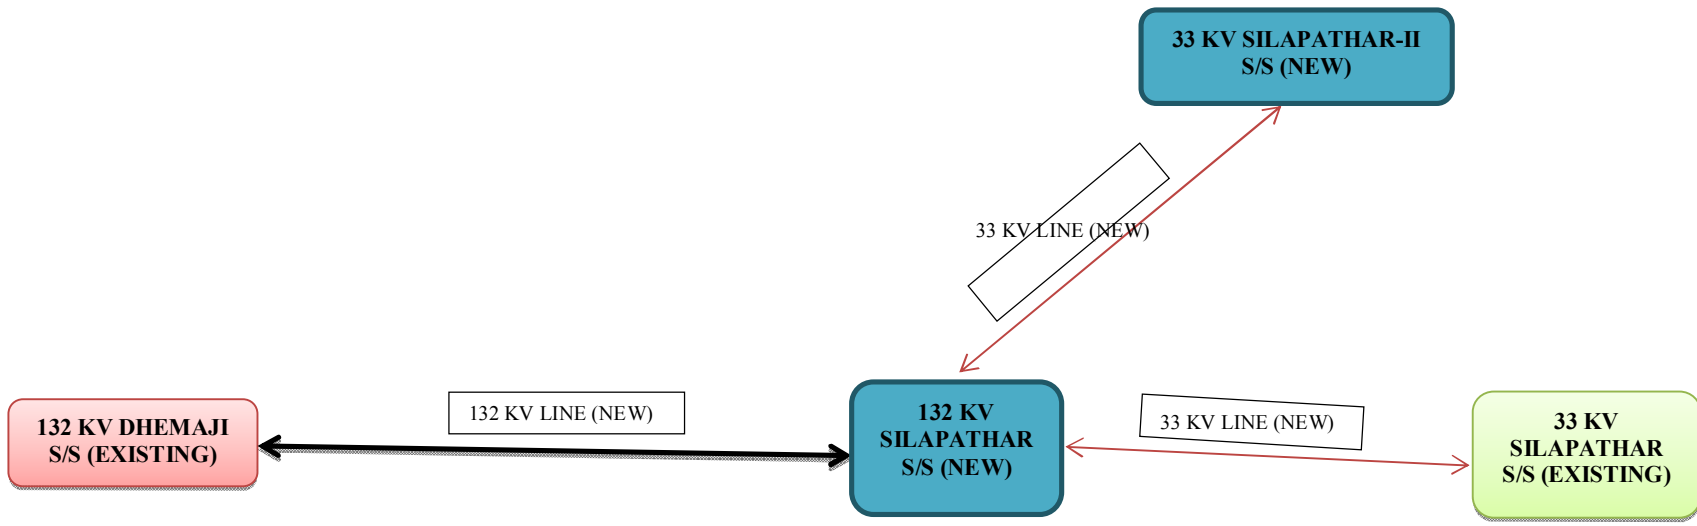 33 KV SILAPATHAR-II
S/S (NEW)
33 KV LINE (NEW)
132 KV DHEMAJI
S/S (EXISTING)
132 KV LINE (NEW)
132 KV
SILAPATHAR
S/S (NEW)
33 KV LINE (NEW)
33 KV
SILAPATHAR
S/S (EXISTING)